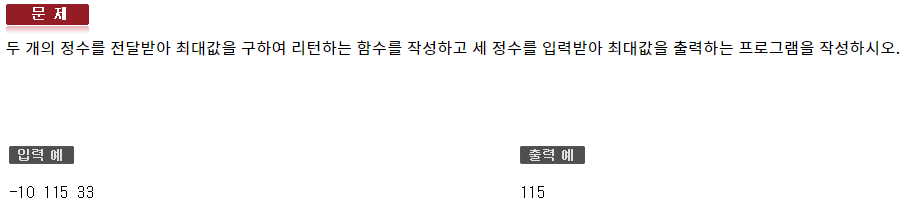 문 제
두 개의 정수를 전달받아 최대값을 구하여 리턴하는 함수를 작성하고 세 정수를 입력받아 최대값을 출력하는 프로그램을 작성하시오.
입력 예
출력 예
-10 115 33
115